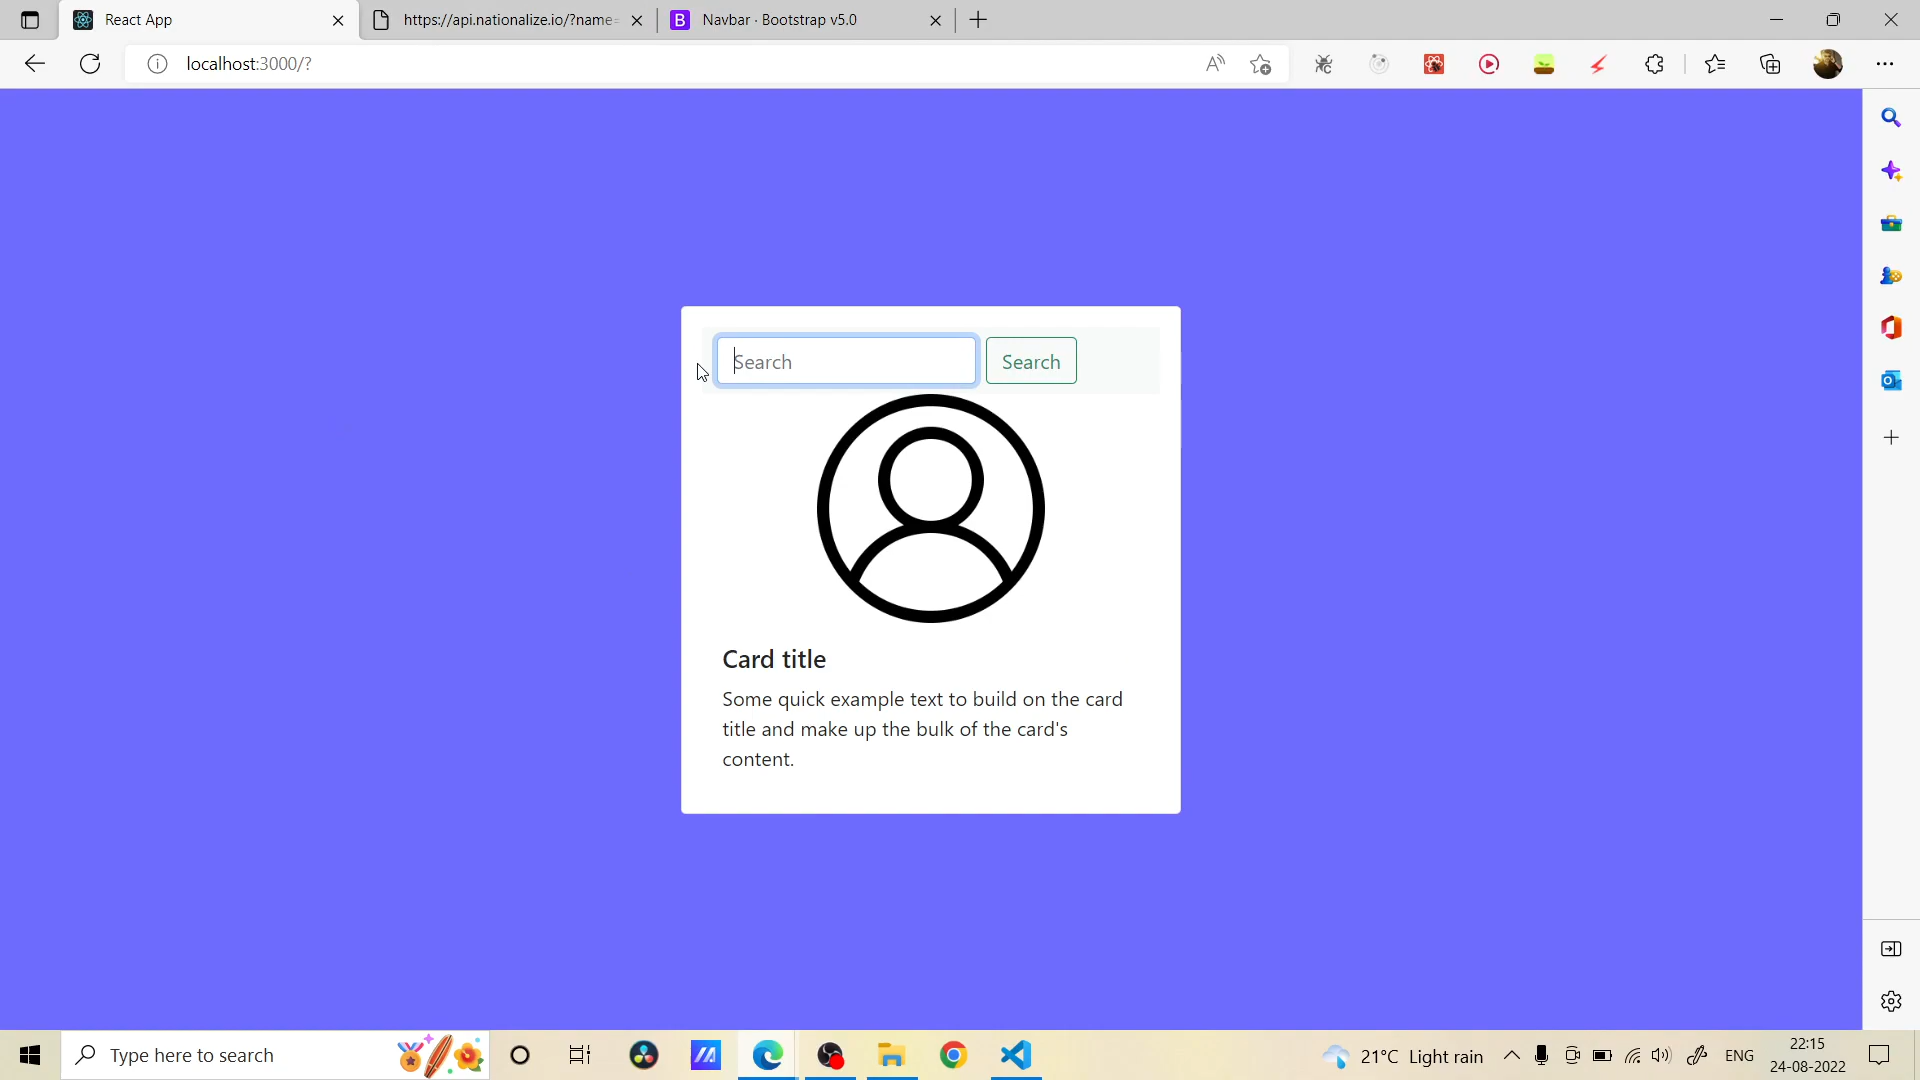 React App
https://api.nationalize.io/?name=
Navbar · Bootstrap v5.0
localhost:3000/?
Search
Search
Card title
Some quick example text to build on the card
title and make up the bulk of the card's
content.
Type here to search
21°C Light rain
ENG
22:15
24-08-2022